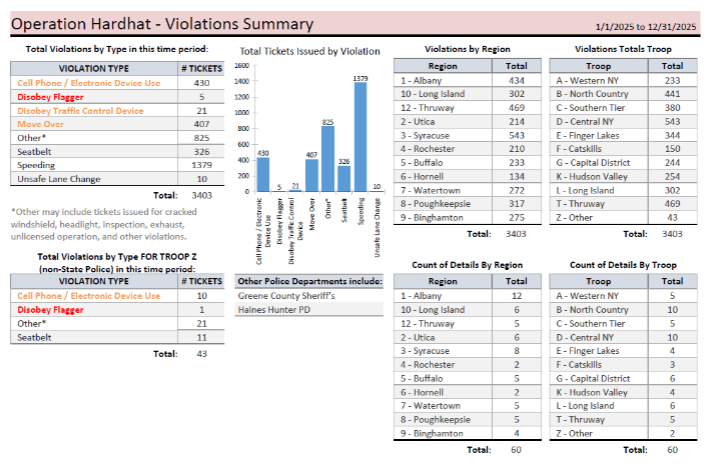 Operation Hardhat - Violations Summary
1/1/2025 to 12/31/2025
Total Violations by Type in this time period:
VIOLATION TYPE # TICKETS
Cell Phone / Electronic Device Use 430
Disobey Flagger 5
Disobey Traffic Control Device 21
Move Over 407
Other* 825
Seatbelt 326
Speeding 1379
Unsafe Lane Change 10
Total: 3403
*Other may include tickets issued for cracked
windshield, headlight, inspection, exhaust,
unlicensed operation, and other violations.
Total Violations by Type FOR TROOP Z
(non-State Police) in this time period:
VIOLATION TYPE # TICKETS
Cell Phone / Electronic Device Use 10
Disobey Flagger 1
Other* 21
Seatbelt 11
Total: 43
Total Tickets Issued by Violation
1600
1400
1200
1000
800
600
400
200
0
430
5
21
407
825
326
1379
10
Cell Phone / Electronic
Device Use
Disobey Flagger
Disobey Traffic Control
Device
Move Over
Other*
Seatbelt
Speeding
Unsafe Lane Change
Other Police Departments include:
Greene County Sheriff's
Haines Hunter PD
Violations by Region
Region Total
1 - Albany 434
10 - Long Island 302
12 - Thruway 469
2 - Utica 214
3 - Syracuse 543
4 - Rochester 210
5 - Buffalo 233
6 - Hornell 134
7 - Watertown 272
8 - Poughkeepsie 317
9 - Binghamton 275
Total: 3403
Violations Totals Troop
Troop Total
A - Western NY 233
B - North Country 441
C - Southern Tier 380
D - Central NY 543
E - Finger Lakes 344
F - Catskills 150
G - Capital District 244
K - Hudson Valley 254
L - Long Island 302
T - Thruway 469
Z - Other 43
Total: 3403
Count of Details By Region
Region Total
1 - Albany 12
10 - Long Island 6
12 - Thruway 5
2 - Utica 6
3 - Syracuse 8
4 - Rochester 2
5 - Buffalo 5
6 - Hornell 2
7 - Watertown 5
8 - Poughkeepsie 5
9 - Binghamton 4
Total: 60
Count of Details By Troop
Troop Total
A - Western NY 5
B - North Country 10
C - Southern Tier 5
D - Central NY 10
E - Finger Lakes 4
F - Catskills 3
G - Capital District 6
K - Hudson Valley 4
L - Long Island 6
T - Thruway 5
Z - Other 2
Total: 60